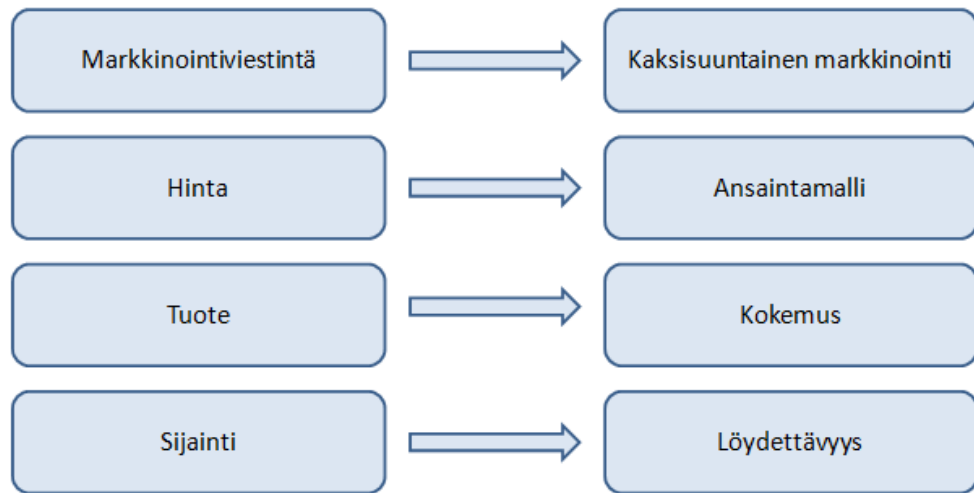 Markkinointiviestintä
Kaksisuuntainen markkinointi
Hinta
Ansaintamalli
Tuote
Kokemus
Sijainti
Löydettävyys